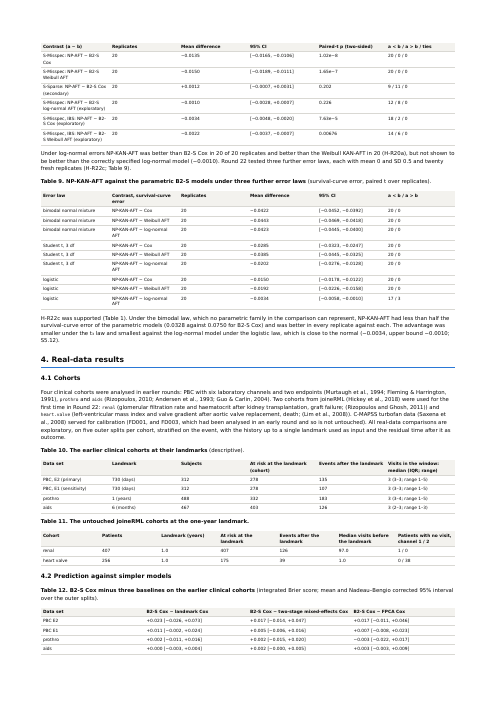 Contrast (a − b) Replicates Mean difference 95% CI Paired-t p (two-sided) a < b / a > b / ties
S-Misspec: NP-AFT − B2-S Cox 20 −0.0135 [−0.0165, −0.0106] 1.02e−8 20 / 0 / 0
S-Misspec: NP-AFT − B2-S Weibull AFT 20 −0.0150 [−0.0189, −0.0111] 1.65e−7 20 / 0 / 0
S-Sparse: NP-AFT − B2-S Cox (secondary) 20 +0.0012 [−0.0007, −0.0031] 0.202 9 / 11 / 0
S-Misspec: NP-AFT − B2-S log-normal AFT (exploratory) 20 −0.0010 [−0.0028, +0.0007] 0.226 12 / 8 / 0
S-Misspec, IBS: NP-AFT − B2-S Cox (exploratory) 20 −0.0034 [−0.0048, −0.0020] 7.63e−5 18 / 2 / 0
S-Misspec, IBS: NP-AFT − B2-S Weibull AFT (exploratory) 20 −0.0022 [−0.0037, −0.0007] 0.00676 14 / 6 / 0
Under log-normal errors NP-KAN-AFT was better than B2-S Cox in 20 of 20 replicates and better than the Weibull KAN-AFT in 20 (H-R20a), but not shown to
be better than the correctly specified log-normal model (−0.0010). Round 22 tested three further error laws, each with mean 0 and SD 0.5 and twenty
fresh replicates (H-R22c; Table 9).
Table 9. NP-KAN-AFT against the parametric B2-S models under three further error laws (survival-curve error, paired t over replicates).
Error law Contrast, survival-curve error Replicates Mean difference 95% CI a < b / a > b
bimodal normal mixture NP-KAN-AFT − Cox 20 −0.0422 [−0.0452, −0.0392] 20 / 0
bimodal normal mixture NP-KAN-AFT − Weibull AFT 20 −0.0443 [−0.0469, −0.0418] 20 / 0
bimodal normal mixture NP-KAN-AFT − log-normal AFT 20 −0.0423 [−0.0445, −0.0400] 20 / 0
Student t, 3 df NP-KAN-AFT − Cox 20 −0.0285 [−0.0323, −0.0247] 20 / 0
Student t, 3 df NP-KAN-AFT − Weibull AFT 20 −0.0385 [−0.0445, −0.0325] 20 / 0
Student t, 3 df NP-KAN-AFT − log-normal AFT 20 −0.0202 [−0.0276, −0.0128] 20 / 0
logistic NP-KAN-AFT − Cox 20 −0.0150 [−0.0178, −0.0122] 20 / 0
logistic NP-KAN-AFT − Weibull AFT 20 −0.0192 [−0.0226, −0.0158] 20 / 0
logistic NP-KAN-AFT − log-normal AFT 20 −0.0034 [−0.0058, −0.0010] 17 / 3
H-R22c was supported (Table 1). Under the bimodal law, which no parametric family in the comparison can represent, NP-KAN-AFT had less than half the
survival-curve error of the parametric models (0.0328 against 0.0750 for B2-S Cox) and was better in every replicate against each. The advantage was
smaller under the t₃ law and smallest against the log-normal model under the logistic law, which is close to the normal (−0.0034, upper bound −0.0010;
S5.12).
4. Real-data results
4.1 Cohorts
Four clinical cohorts were analysed in earlier rounds: PBC with six laboratory channels and two endpoints (Murtaugh et al., 1994; Fleming & Harrington,
1991), prothro and aids (Rizopoulos, 2010; Andersen et al., 1993; Guo & Carlin, 2004). Two cohorts from joineRML (Hickey et al., 2018) were used for the
first time in Round 22: renal (glomerular filtration rate and haematocrit after kidney transplantation, graft failure; (Rizopoulos and Ghosh, 2011)) and
heart.valve (left-ventricular mass index and valve gradient after aortic valve replacement, death; (Lim et al., 2008)). C-MAPSS turbofan data (Saxena et
al., 2008) served for calibration (FD001, and FD003, which had been analysed in an early round and so is not untouched). All real-data comparisons are
exploratory, on five outer splits per cohort, stratified on the event, with the history up to a single landmark used as input and the residual time after it as
outcome.
Table 10. The earlier clinical cohorts at their landmarks (descriptive).
Data set Landmark Subjects At risk at the landmark (cohort) Events after the landmark Visits in the window: median (IQR; range)
PBC, E2 (primary) 730 (days) 312 278 135 3 (3–3; range 1–5)
PBC, E1 (sensitivity) 730 (days) 312 278 107 3 (3–3; range 1–5)
prothro 1 (years) 488 332 183 3 (3–4; range 1–5)
aids 6 (months) 467 403 126 3 (2–3; range 1–3)
Table 11. The untouched joineRML cohorts at the one-year landmark.
Cohort Patients Landmark At risk at the landmark Events after the landmark Median visits before the landmark Patients with no visit, channel 1 / 2
renal 407 1.0 407 126 97.0 1 / 0
heart valve 256 1.0 175 39 1.0 0 / 38
4.2 Prediction against simpler models
Table 12. B2-S Cox minus three baselines on the earlier clinical cohorts (integrated Brier score; mean and Nadeau-Bengio corrected 95% interval
over the outer splits).
Data set B2-S Cox − landmark Cox B2-S Cox − two-stage mixed-effects Cox B2-S Cox − FPCA Cox
PBC E2 +0.023 [−0.026, +0.073] +0.017 [−0.014, +0.047] +0.017 [−0.011, +0.046]
PBC E1 +0.011 [−0.002, +0.025] +0.005 [−0.006, +0.016] +0.007 [−0.008, +0.023]
prothro +0.002 [−0.011, +0.016] +0.002 [−0.015, +0.020] −0.003 [−0.022, +0.017]
aids +0.000 [−0.003, +0.004] +0.002 [−0.000, +0.005] +0.003 [−0.003, +0.009]